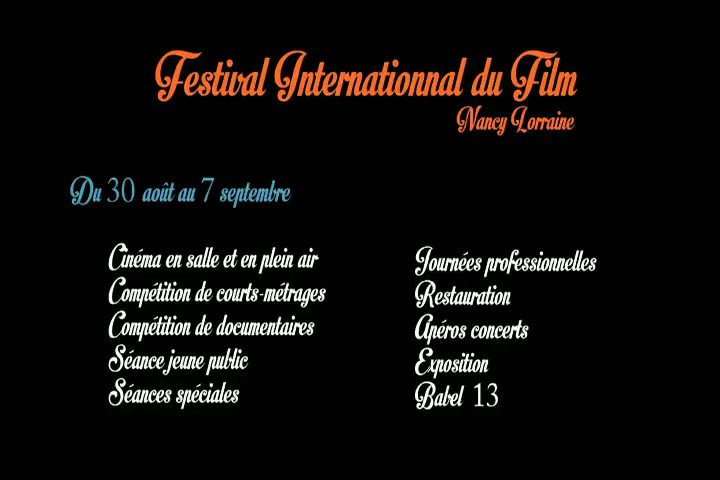 Festival Internationnal du Film
Nancy Lorraine
Du 30 août au 7 septembre
Cinéma en salle et en plein air
Compétition de courts-métrages
Compétition de documentaires
Séance jeune public
Séances spéciales
Journées professionnelles
Restauration
Apéros concerts
Exposition
Babel 13